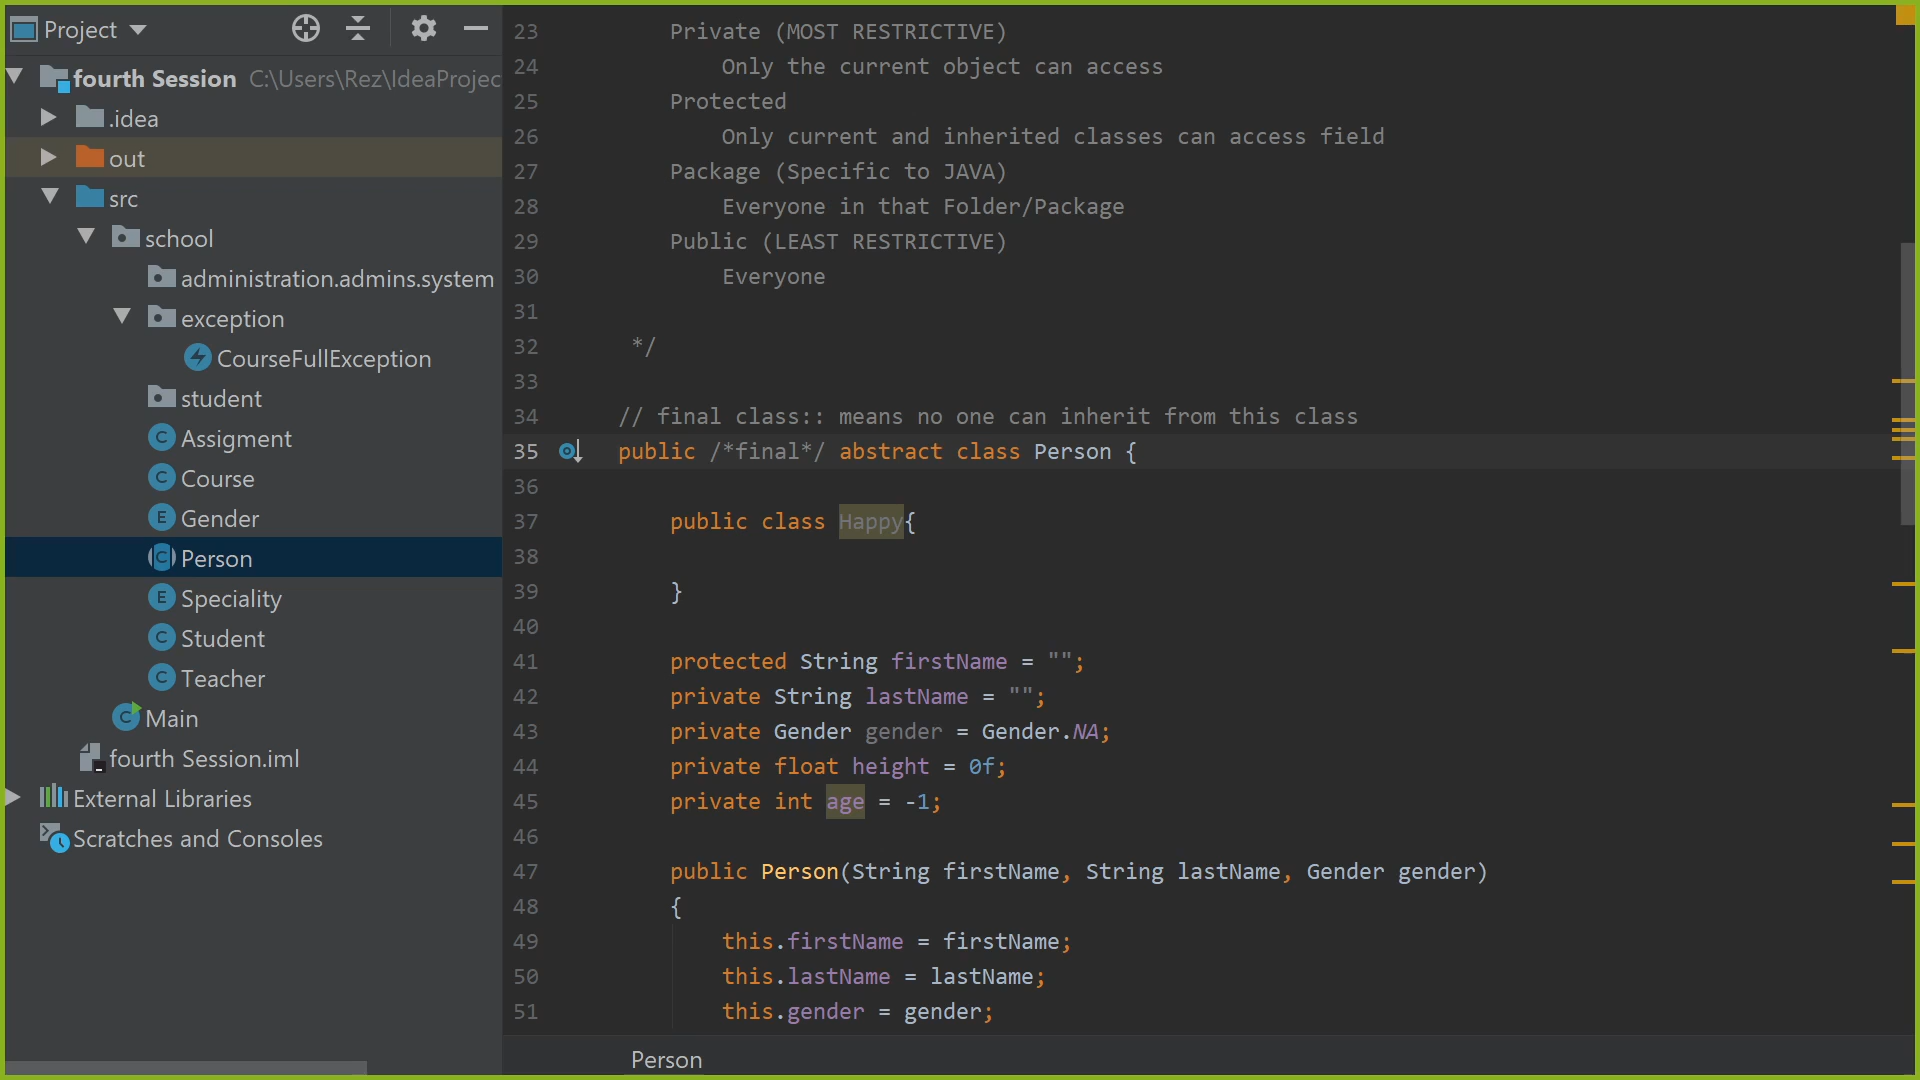 Project
fourth Session C:\Users\Rez\IdeaProjec
.idea
out
src
school
administration.admins.system
exception
CourseFullException
student
C Assigment
C Course
E Gender
C Person
E Speciality
C Student
C Teacher
C Main
fourth Session.iml
External Libraries
Scratches and Consoles
23 Private (MOST RESTRICTIVE)
24 Only the current object can access
25 Protected
26 Only current and inherited classes can access field
27 Package (Specific to JAVA)
28 Everyone in that Folder/Package
29 Public (LEAST RESTRICTIVE)
30 Everyone
31
32 */
33
34 // final class:: means no one can inherit from this class
35 public /*final*/ abstract class Person {
36
37 public class Happy{
38
39 }
40
41 protected String firstName = "";
42 private String lastName = "";
43 private Gender gender = Gender.NA;
44 private float height = 0f;
45 private int age = -1;
46
47 public Person(String firstName, String lastName, Gender gender)
48 {
49 this.firstName = firstName;
50 this.lastName = lastName;
51 this.gender = gender;
Person